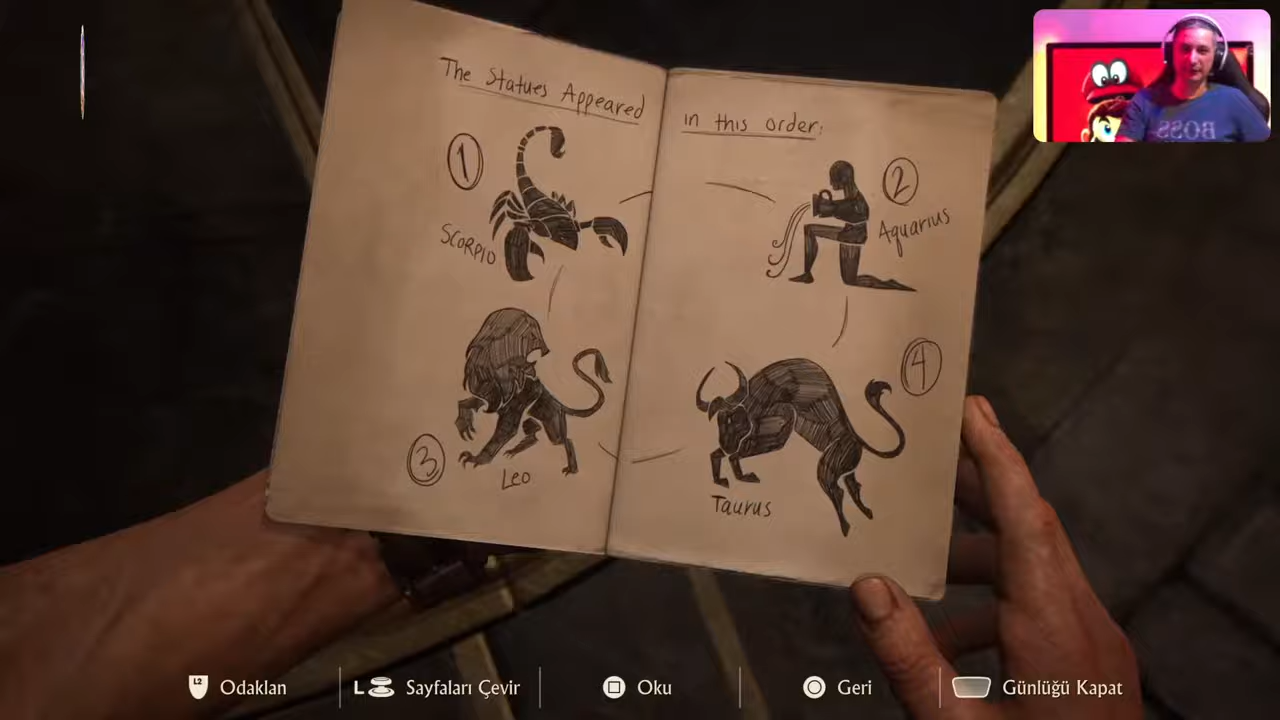 The Statues Appeared
in this order:
1
SCORPIO
2
Aquarius
3
Leo
4
Taurus
BOSS
L2 Odaklan
L Sayfaları Çevir
Oku
Geri
Günlüğü Kapat